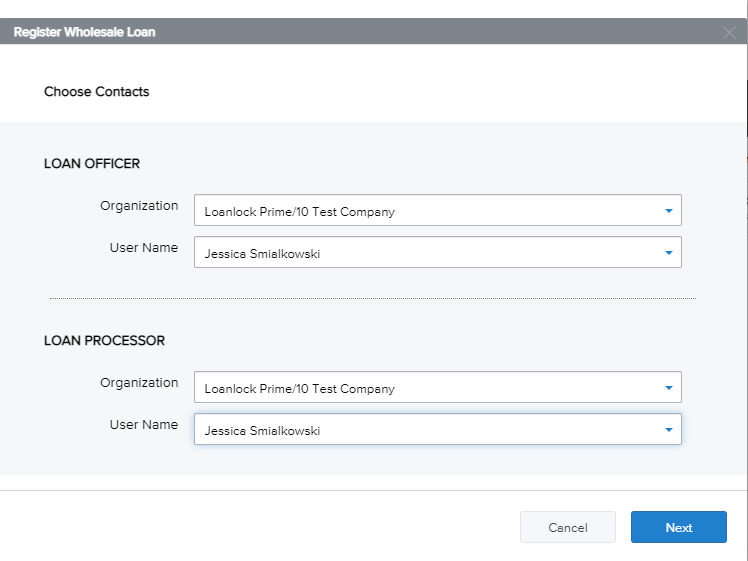 Register Wholesale Loan
Choose Contacts
LOAN OFFICER
Organization Loanlock Prime/10 Test Company
User Name Jessica Smialkowski
LOAN PROCESSOR
Organization Loanlock Prime/10 Test Company
User Name Jessica Smialkowski
Cancel Next